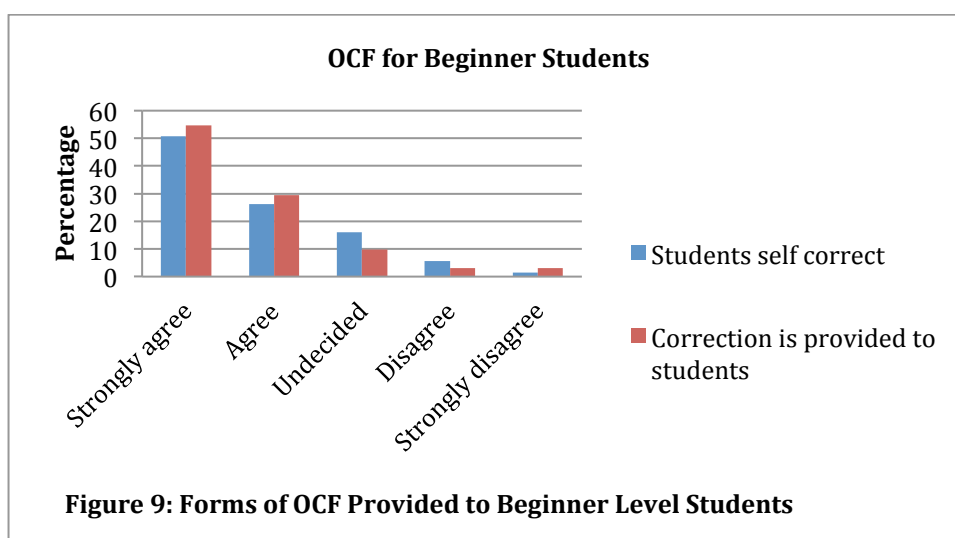 OCF for Beginner Students
Percentage
60
50
40
30
20
10
0
Strongly agree
Agree
Undecided
Disagree
Strongly disagree
Students self correct
Correction is provided to
students
Figure 9: Forms of OCF Provided to Beginner Level Students